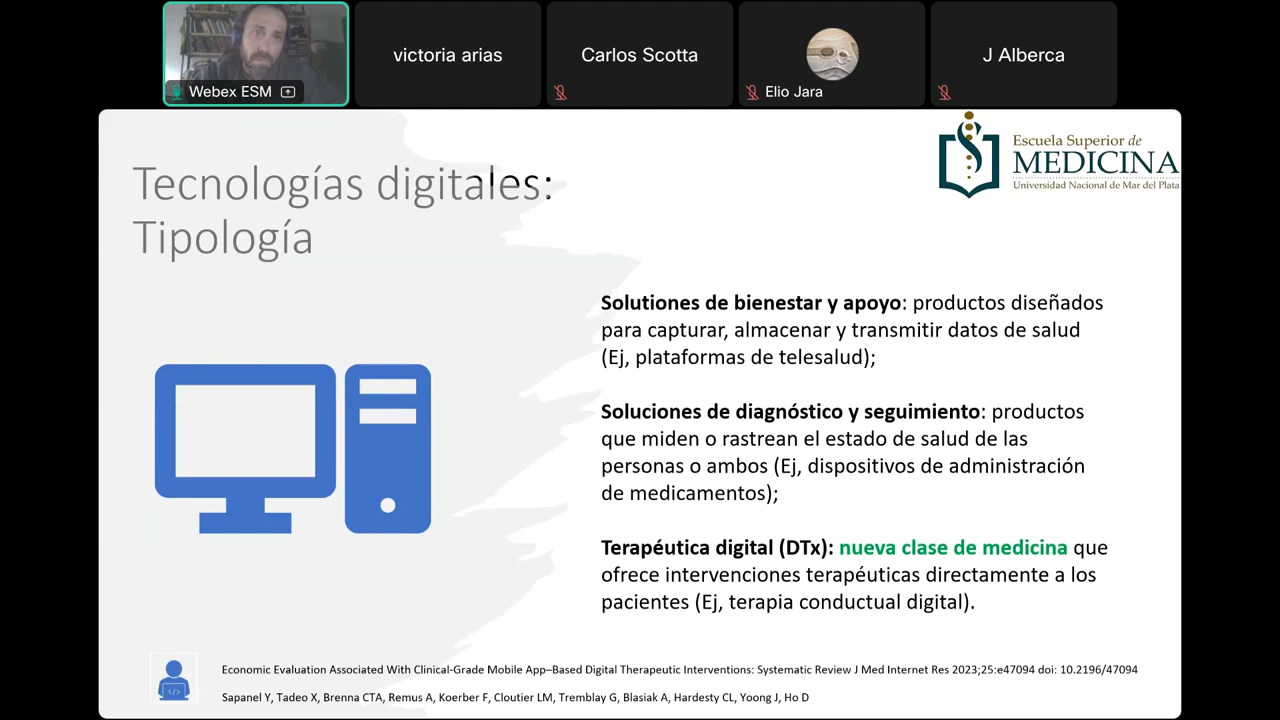 Webex ESM
victoria arias
Carlos Scotta
Elio Jara
J Alberca
Escuela Superior de
MEDICINA
Universidad Nacional de Mar del Plata
Tecnologías digitales:
Tipología
Solutiones de bienestar y apoyo: productos diseñados
para capturar, almacenar y transmitir datos de salud
(Ej, plataformas de telesalud);
Soluciones de diagnóstico y seguimiento: productos
que miden o rastrean el estado de salud de las
personas o ambos (Ej, dispositivos de administración
de medicamentos);
Terapéutica digital (DTx): nueva clase de medicina que
ofrece intervenciones terapéuticas directamente a los
pacientes (Ej, terapia conductual digital).
Economic Evaluation Associated With Clinical-Grade Mobile App–Based Digital Therapeutic Interventions: Systematic Review J Med Internet Res 2023;25:e47094 doi: 10.2196/47094
Sapanel Y, Tadeo X, Brenna CTA, Remus A, Koerber F, Cloutier LM, Tremblay G, Blasiak A, Hardesty CL, Yoong J, Ho D